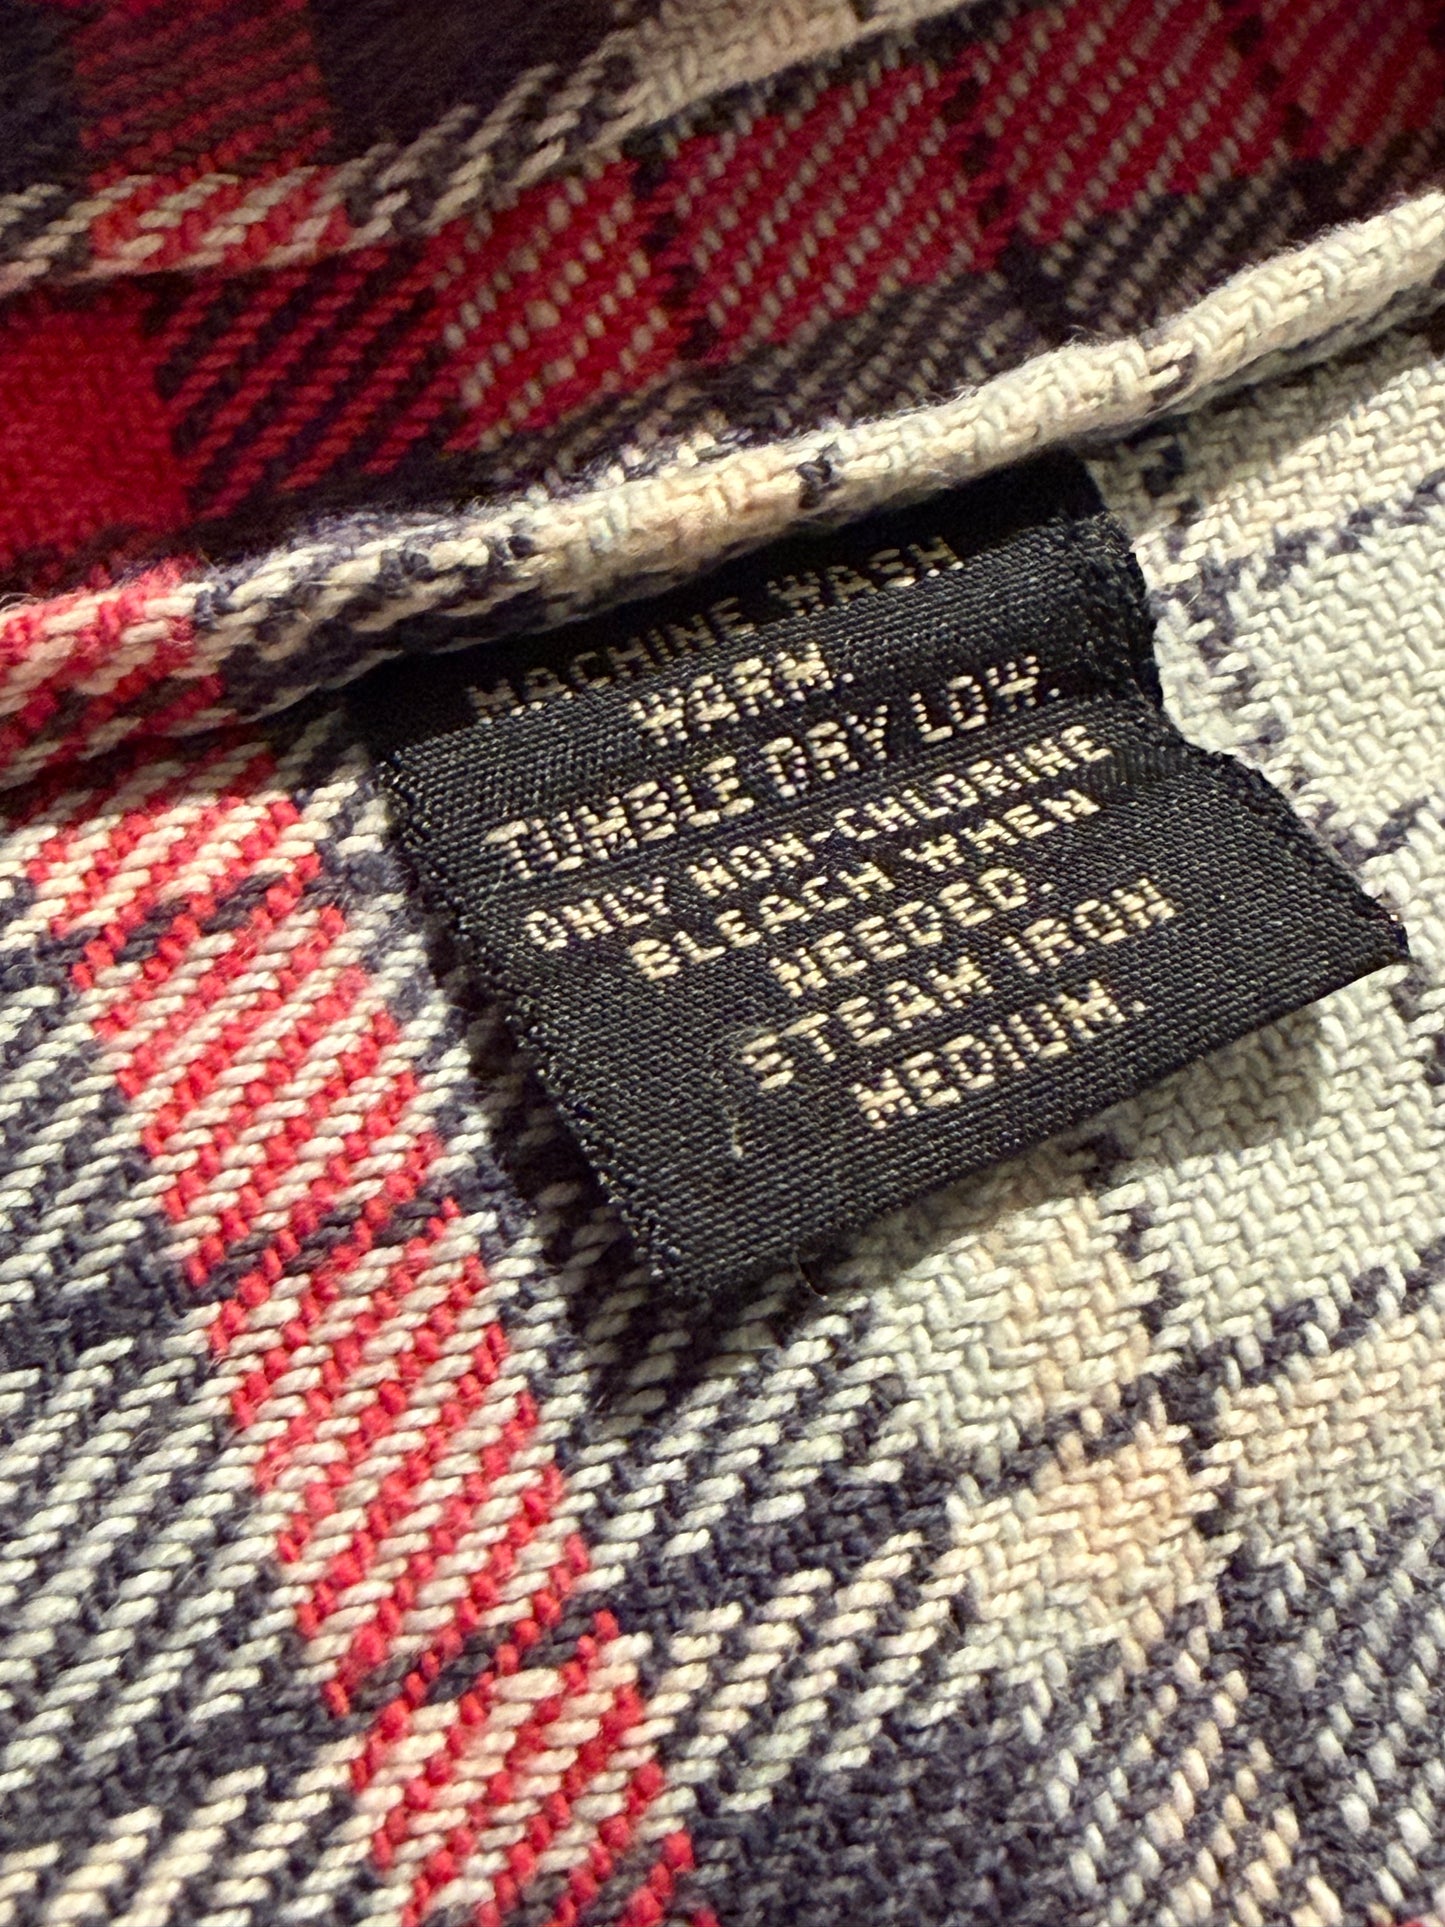 MACHINE WASH
WARM.
TUMBLE DRY LOW.
ONLY NON-CHLORINE
BLEACH WHEN
NEEDED.
STEAM IRON
MEDIUM.